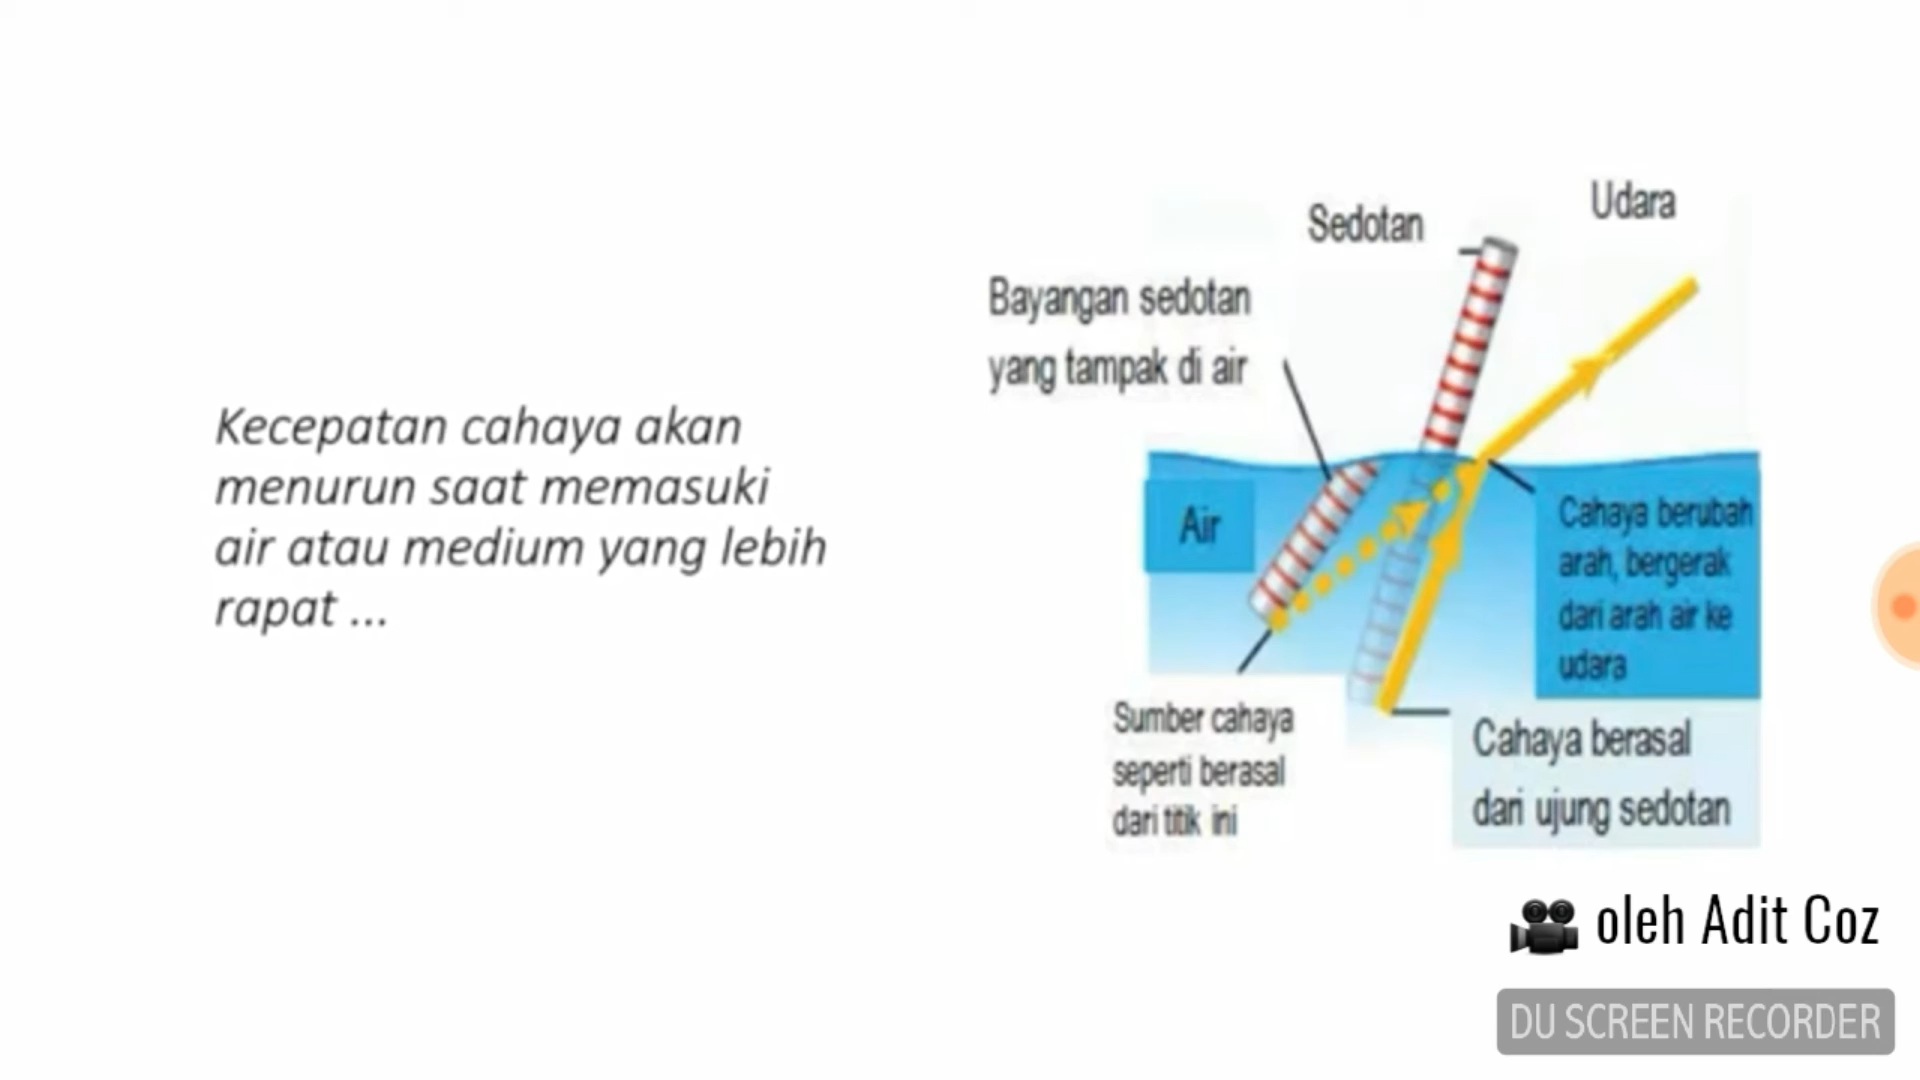 Kecepatan cahaya akan
menurun saat memasuki
air atau medium yang lebih
rapat ...
Sedotan
Udara
Bayangan sedotan
yang tampak di air
Air
Cahaya berubah
arah, bergerak
dari arah air ke
udara
Sumber cahaya
seperti berasal
dari titik ini
Cahaya berasal
dari ujung sedotan
oleh Adit Coz
DU SCREEN RECORDER